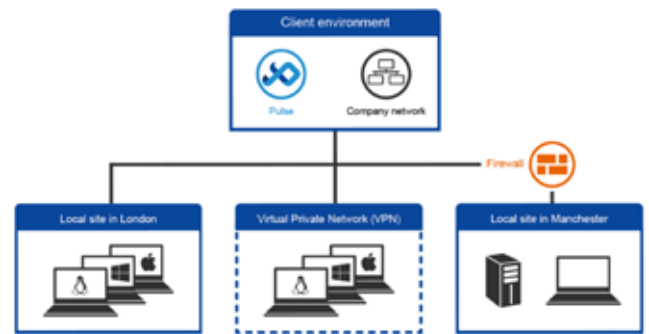 Client environment
Pulse
Company network
Firewall
Local site in London
Virtual Private Network (VPN)
Local site in Manchester